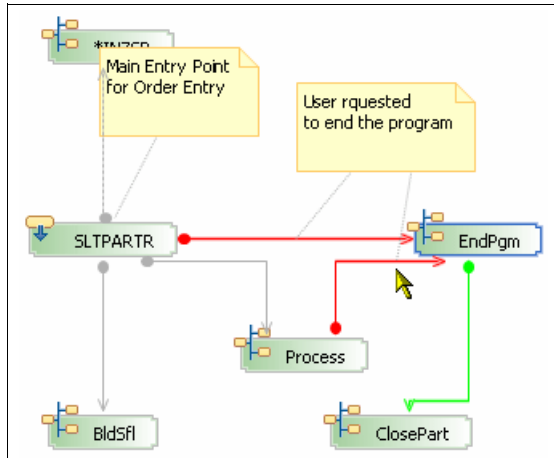 Main Entry Point
for Order Entry
User rquested
to end the program
SLTPARTR
EndPgm
Process
BldSfl
ClosePart